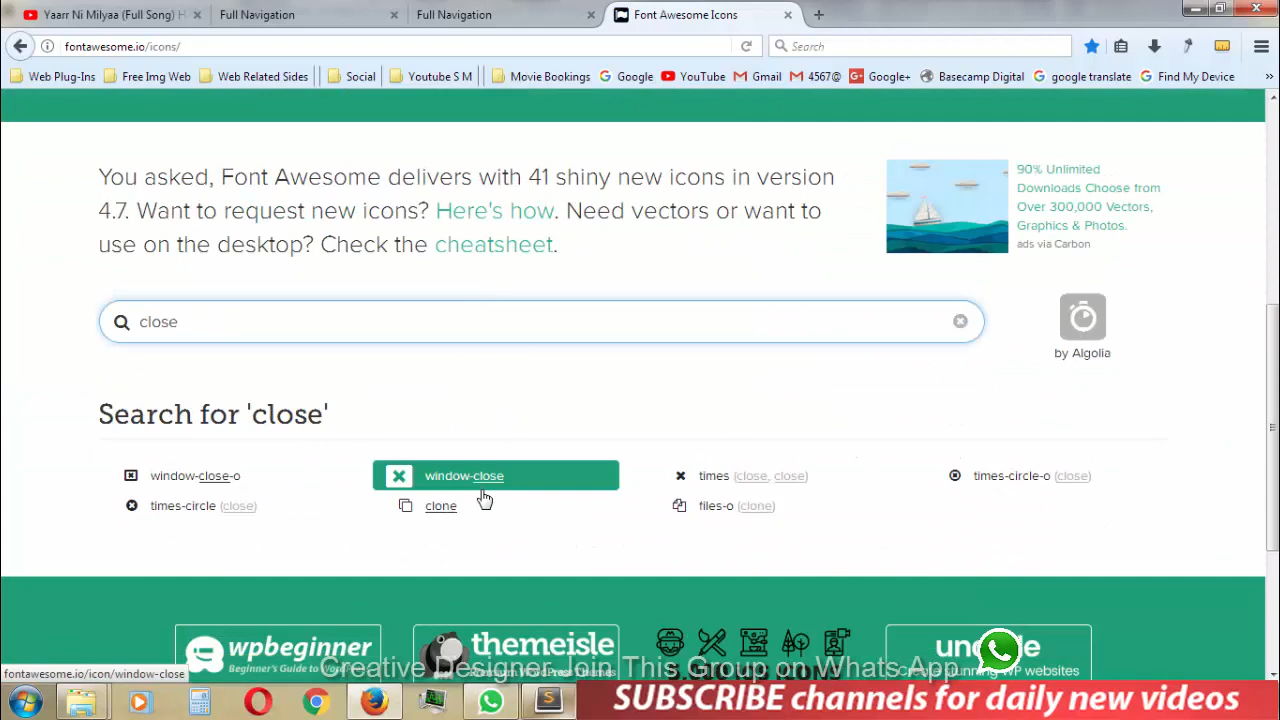 Yaarr Ni Milyaa (Full Song) H
Full Navigation
Full Navigation
Font Awesome Icons
fontawesome.io/icons/
Search
Web Plug-Ins
Free Img Web
Web Related Sides
Social
Youtube S M
Movie Bookings
Google
YouTube
Gmail
4567@
Google+
Basecamp Digital
google translate
Find My Device
You asked, Font Awesome delivers with 41 shiny new icons in version
4.7. Want to request new icons? Here's how. Need vectors or want to
use on the desktop? Check the cheatsheet.
90% Unlimited
Downloads Choose from
Over 300,000 Vectors,
Graphics & Photos.
ads via Carbon
close
by Algolia
Search for 'close'
window-close-o
window-close
times (close, close)
times-circle-o (close)
times-circle (close)
clone
files-o (clone)
wpbeginner
Beginner's Guide to
themeisle
fontawesome.io/icon/window-close
Creative Designer Join This Group on Whats App
SUBSCRIBE channels for daily new videos